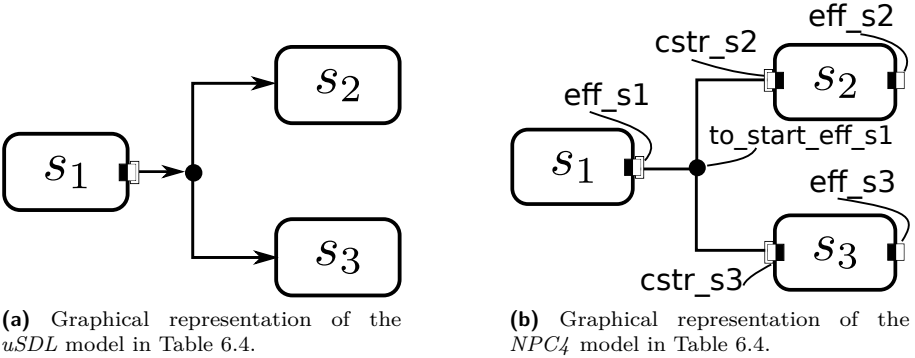 s1
s2
s3
(a) Graphical representation of the
uSDL model in Table 6.4.
eff_s2
cstr_s2
eff_s1
s2
to_start_eff_s1
s1
eff_s3
s3
cstr_s3
(b) Graphical representation of the
NPC4 model in Table 6.4.